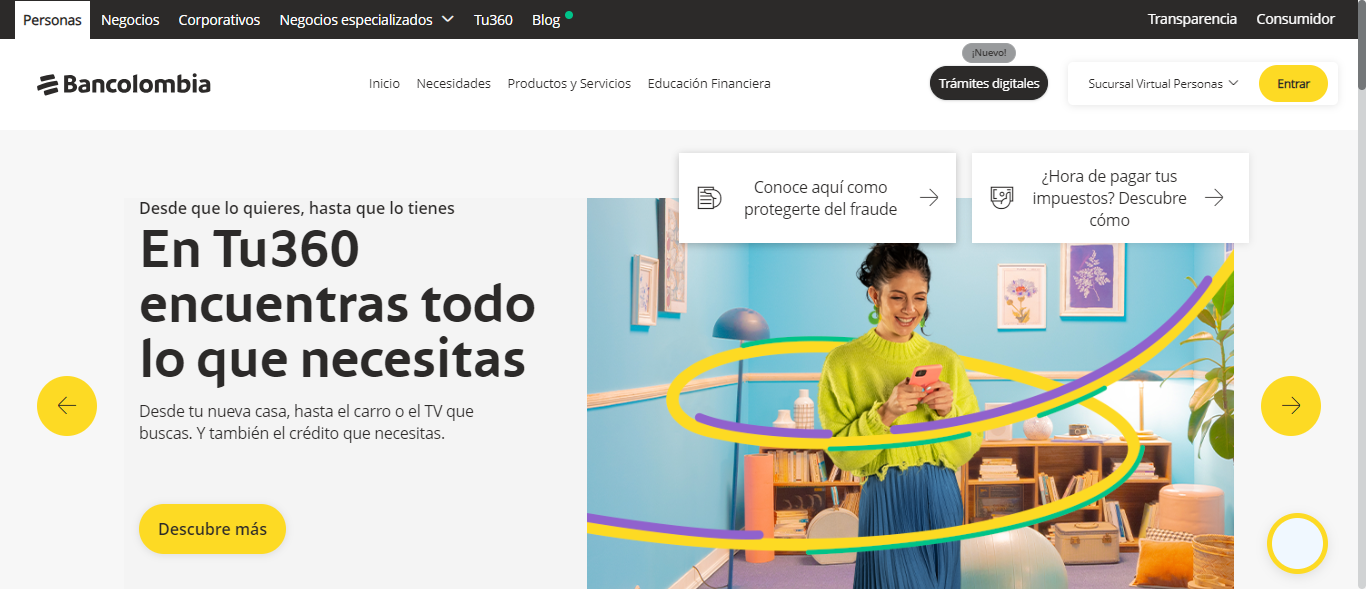 Personas Negocios Corporativos Negocios especializados Tu360 Blog Transparencia Consumidor
¡Nuevo!
Bancolombia Inicio Necesidades Productos y Servicios Educación Financiera Trámites digitales Sucursal Virtual Personas Entrar
Conoce aquí como
protegerte del fraude
¿Hora de pagar tus
impuestos? Descubre
cómo
Desde que lo quieres, hasta que lo tienes
En Tu360
encuentras todo
lo que necesitas
Desde tu nueva casa, hasta el carro o el TV que
buscas. Y también el crédito que necesitas.
Descubre más